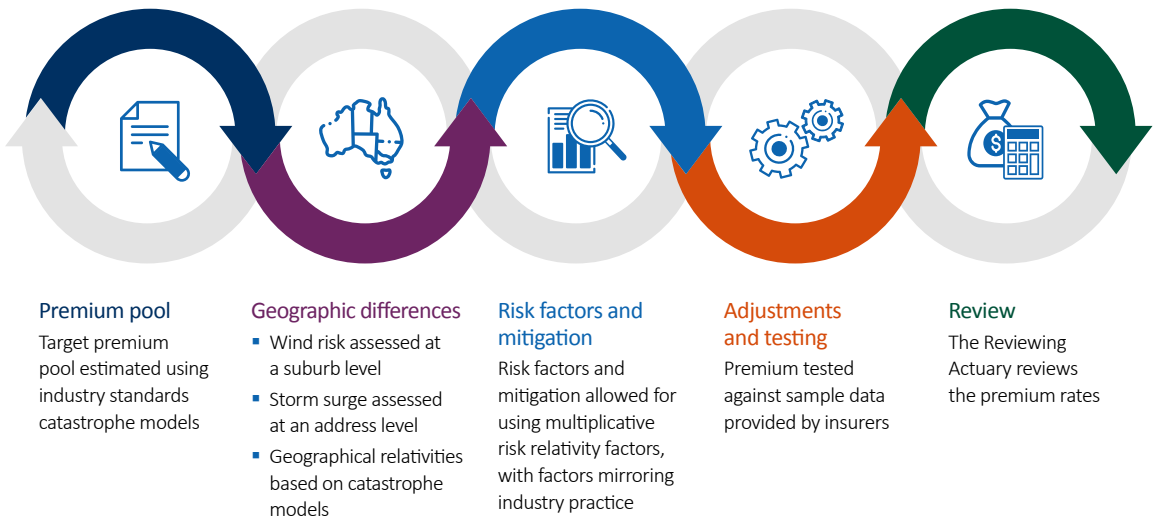 Premium pool
Target premium
pool estimated using
industry standards
catastrophe models
Geographic differences
▪ Wind risk assessed at
a suburb level
▪ Storm surge assessed
at an address level
▪ Geographical relativities
based on catastrophe
models
Risk factors and
mitigation
Risk factors and
mitigation allowed for
using multiplicative
risk relativity factors,
with factors mirroring
industry practice
Adjustments
and testing
Premium tested
against sample data
provided by insurers
Review
The Reviewing
Actuary reviews
the premium rates
$